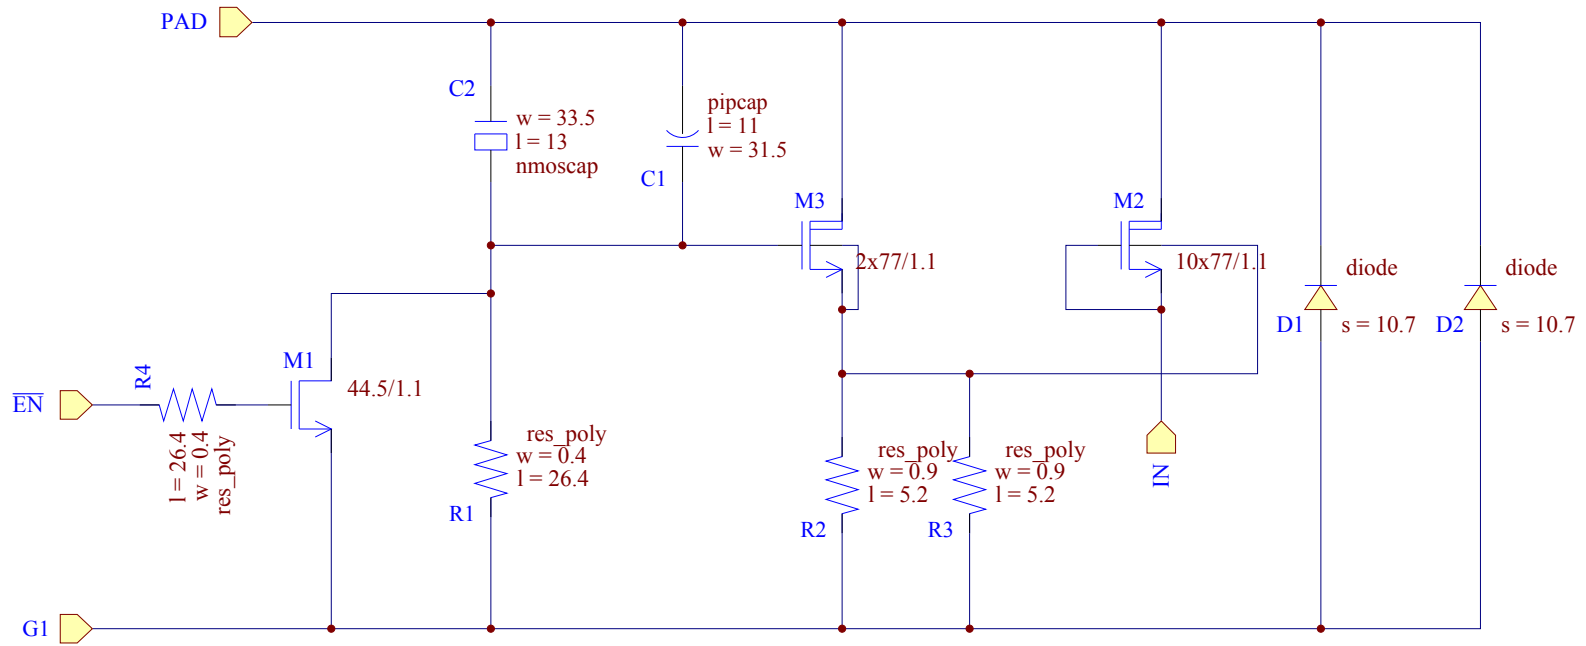 PAD
C2
w = 33.5
l = 13
nmoscap
pipcap
l = 11
w = 31.5
C1
M3
2x77/1.1
M2
10x77/1.1
diode
D1
s = 10.7
diode
D2
s = 10.7
M1
44.5/1.1
EN
R4
l = 26.4
w = 0.4
res_poly
res_poly
w = 0.4
l = 26.4
R1
res_poly
w = 0.9
l = 5.2
R2
res_poly
w = 0.9
l = 5.2
R3
IN
G1